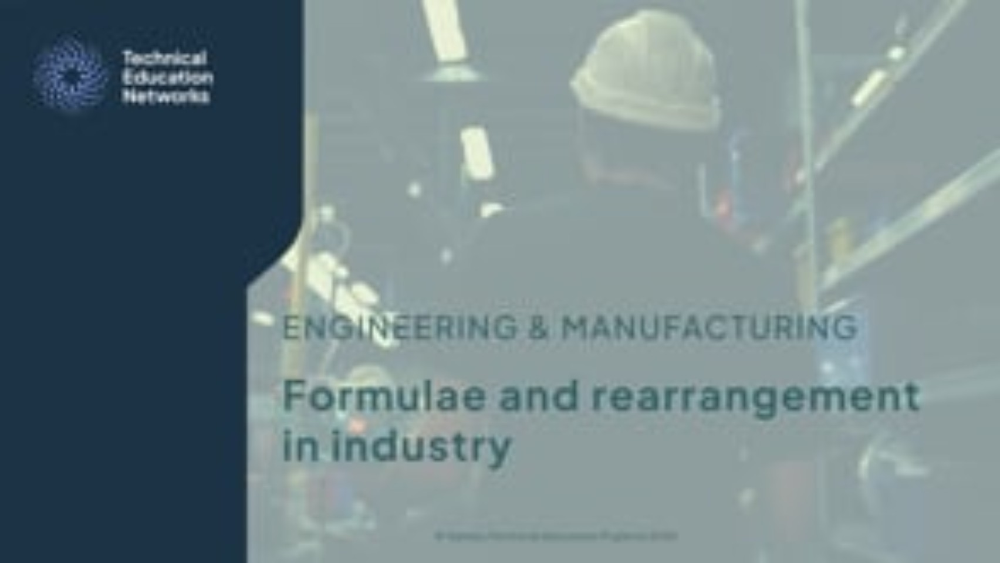 Technical
Education
Networks
ENGINEERING & MANUFACTURING
Formulae and rearrangement
in industry